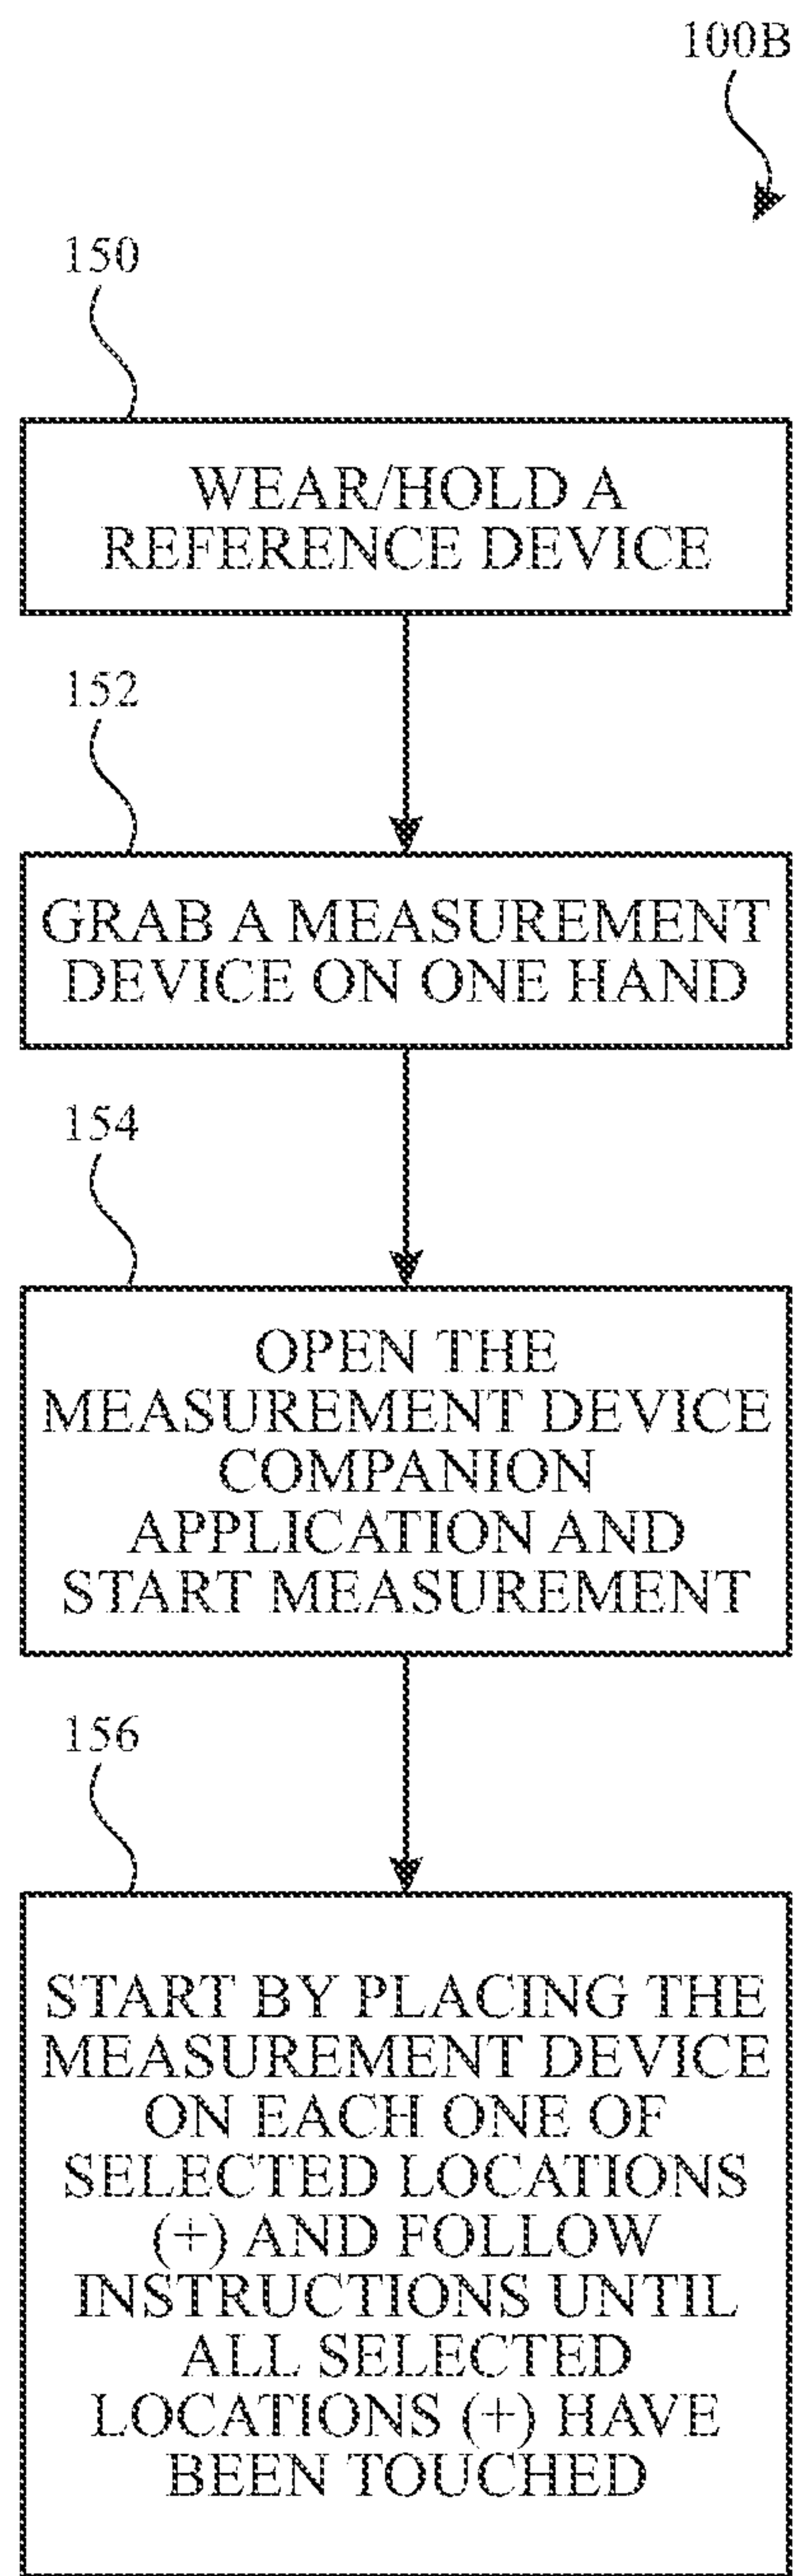 100B
150
WEAR/HOLD A
REFERENCE DEVICE
152
GRAB A MEASUREMENT
DEVICE ON ONE HAND
154
OPEN THE
MEASUREMENT DEVICE
COMPANION
APPLICATION AND
START MEASUREMENT
156
START BY PLACING THE
MEASUREMENT DEVICE
ON EACH ONE OF
SELECTED LOCATIONS
(+) AND FOLLOW
INSTRUCTIONS UNTIL
ALL SELECTED
LOCATIONS (+) HAVE
BEEN TOUCHED